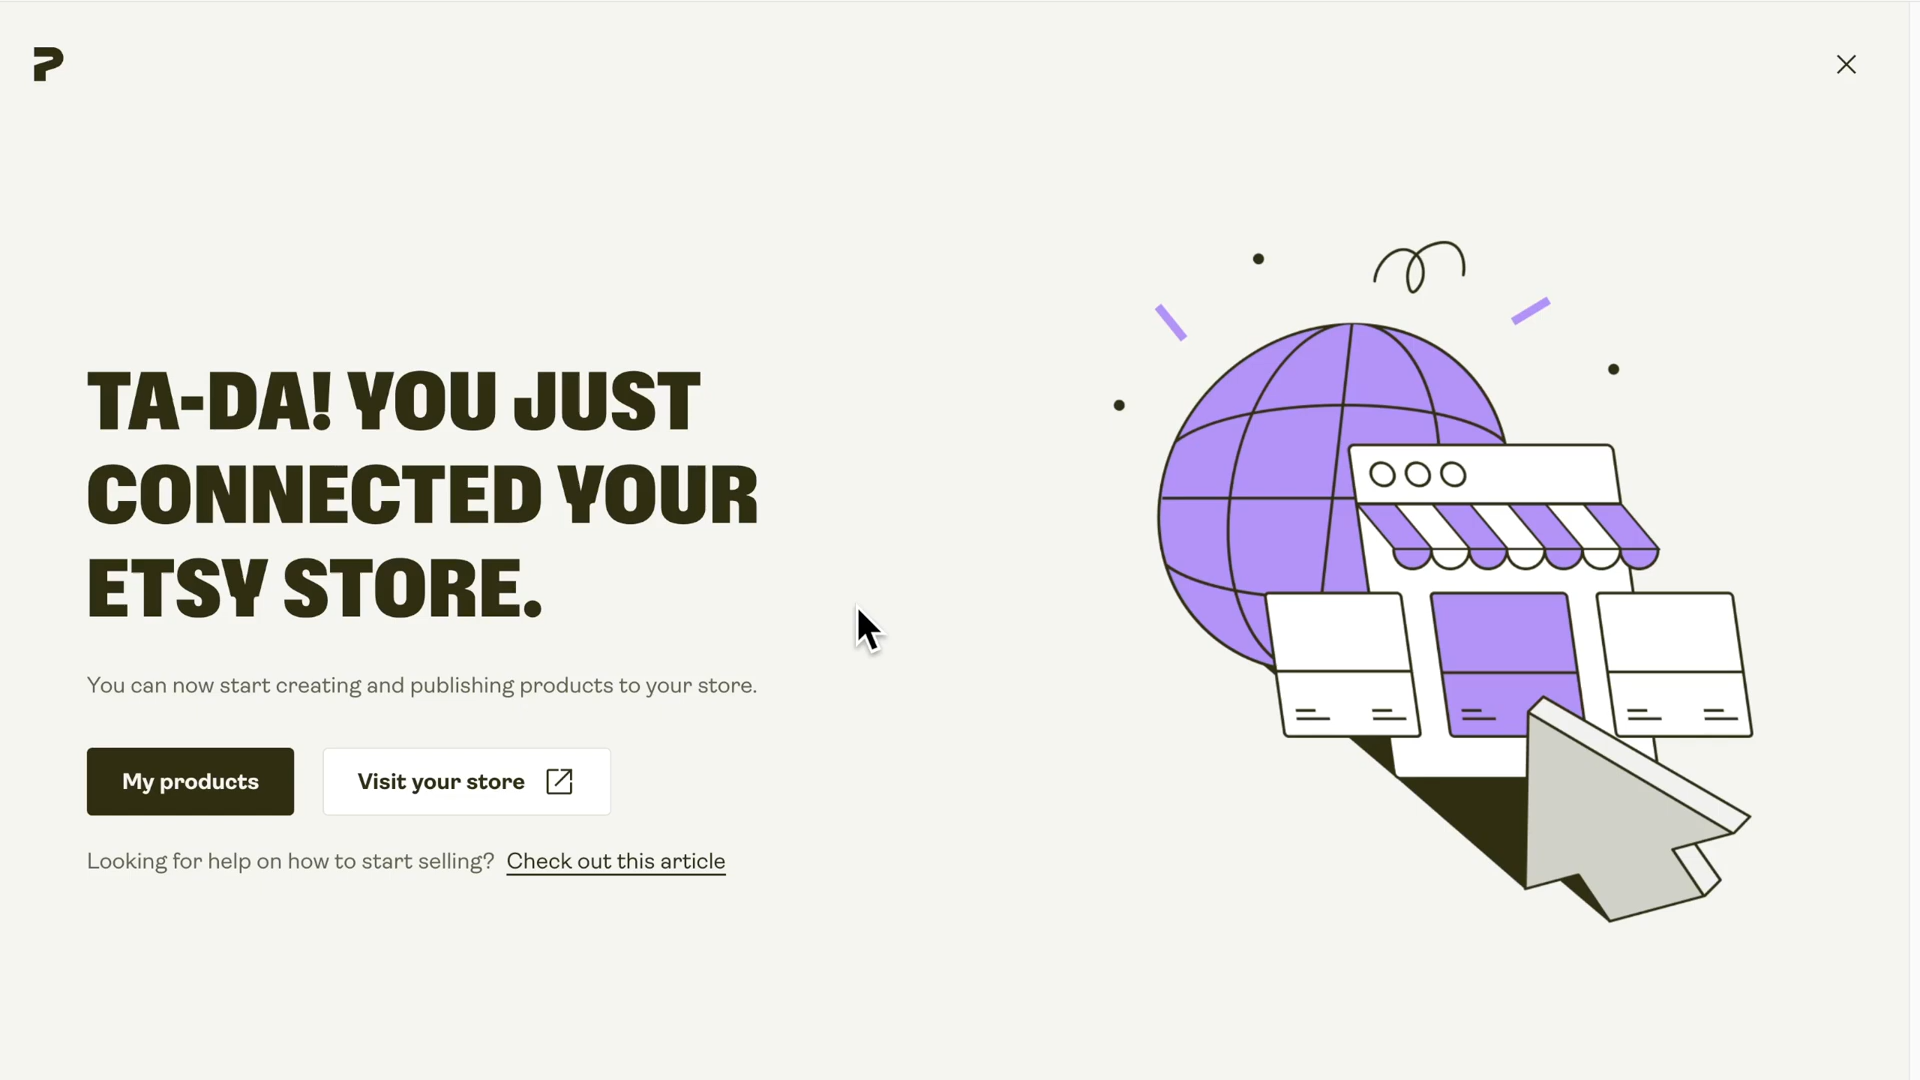 TA-DA! YOU JUST
CONNECTED YOUR
ETSY STORE.
You can now start creating and publishing products to your store.
My products
Visit your store
Looking for help on how to start selling? Check out this article